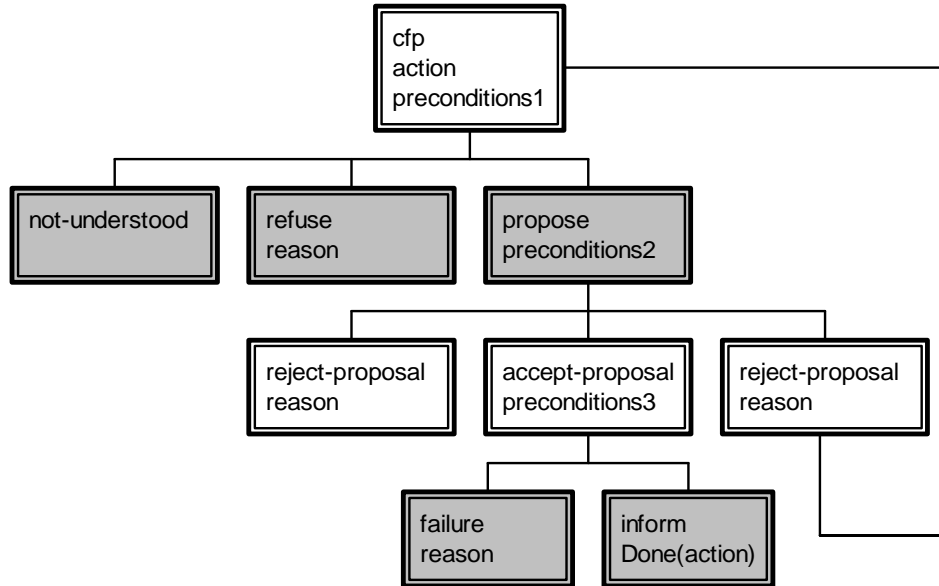 cfp
action
preconditions1
not-understood
refuse
reason
propose
preconditions2
reject-proposal
reason
accept-proposal
preconditions3
reject-proposal
reason
failure
reason
inform
Done(action)